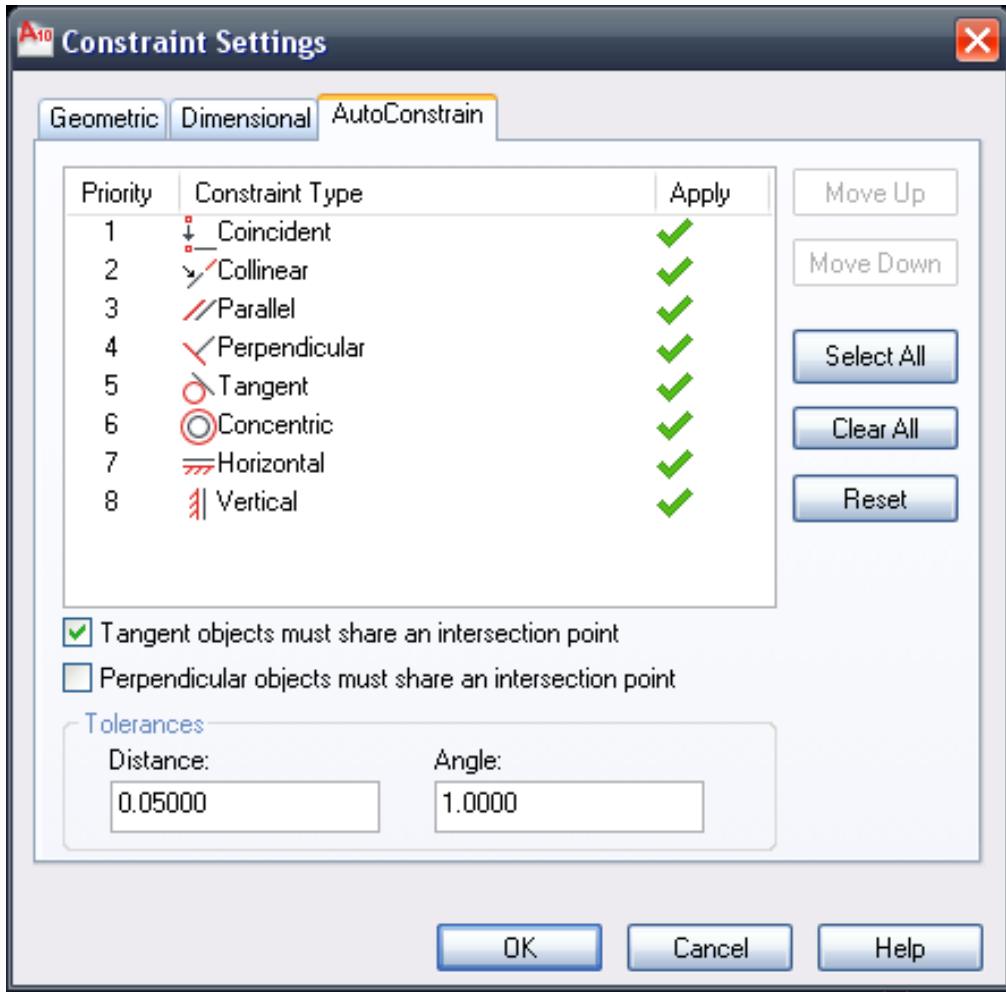 A10 Constraint Settings
Geometric Dimensional AutoConstrain
Priority Constraint Type Apply Move Up
1 Coincident
2 Collinear Move Down
3 Parallel
4 Perpendicular Select All
5 Tangent
6 Concentric Clear All
7 Horizontal
8 Vertical Reset
Tangent objects must share an intersection point
Perpendicular objects must share an intersection point
Tolerances
Distance: Angle:
0.05000 1.0000
OK Cancel Help